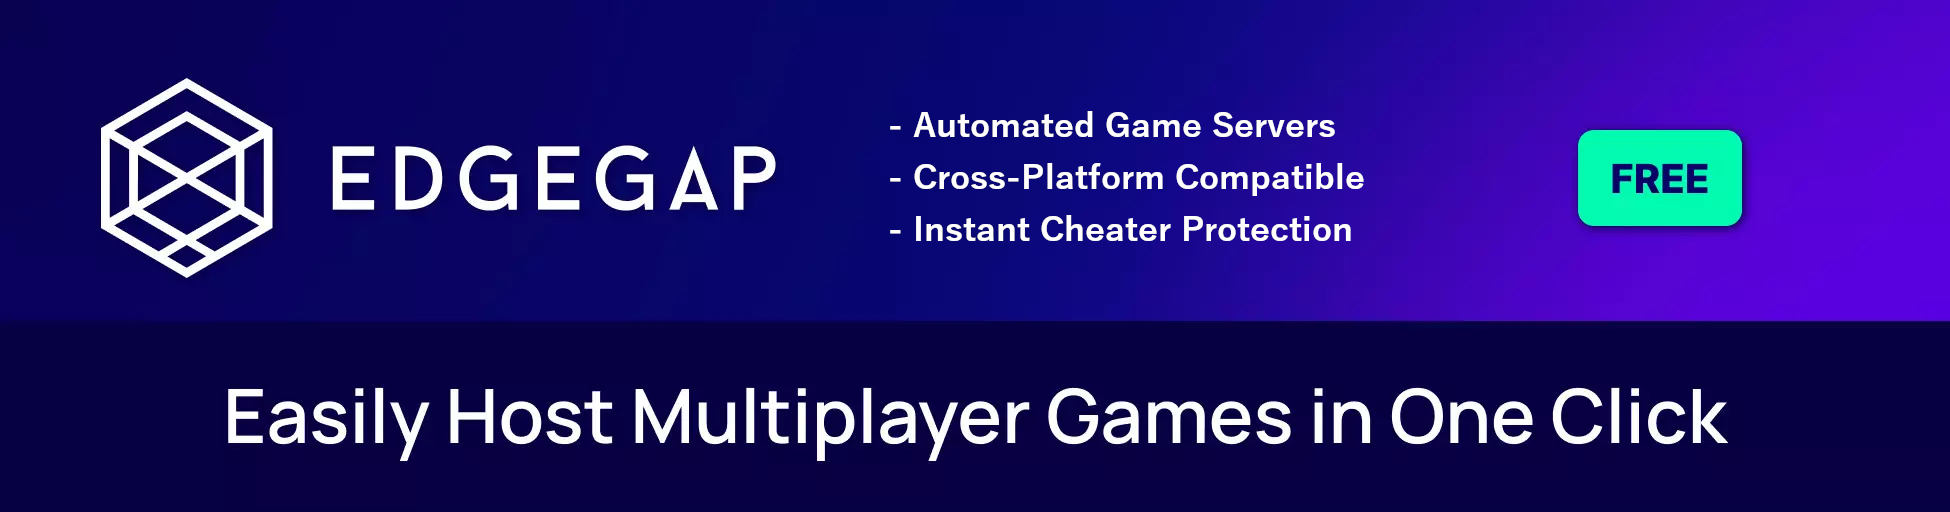 EDGEGAP
- Automated Game Servers
- Cross-Platform Compatible
- Instant Cheater Protection
FREE
Easily Host Multiplayer Games in One Click